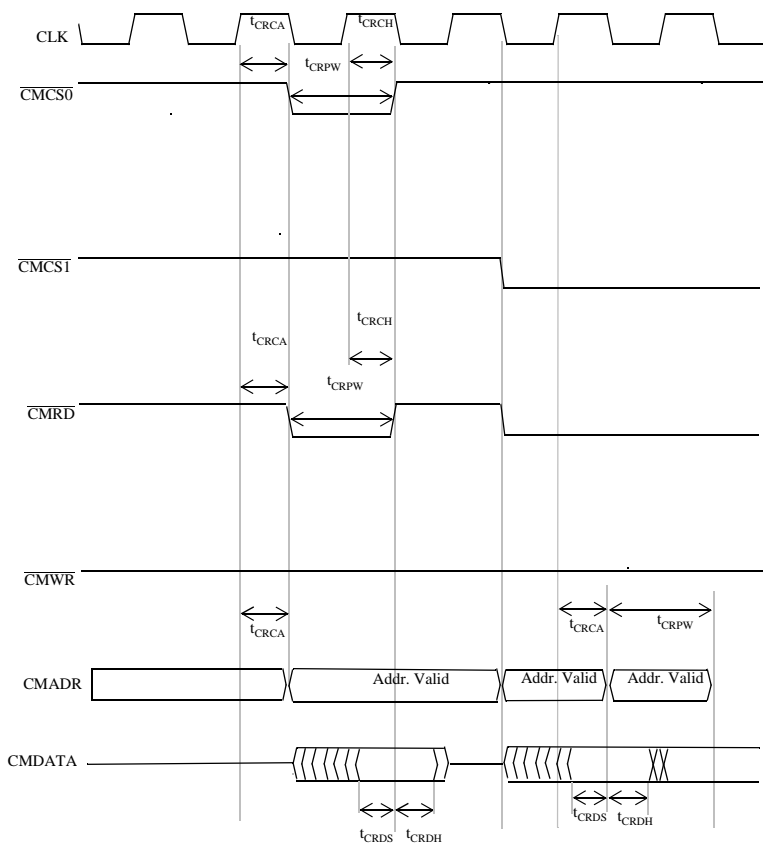 tCRCA tCRCH
CLK
tCRPW
CMCS0
CMCS1
tCRCH
tCRCA
tCRPW
CMRD
CMWR
tCRCA tCRCA tCRPW
CMADR Addr. Valid Addr. Valid Addr. Valid
CMDATA
tCRDS tCRDH tCRDS tCRDH